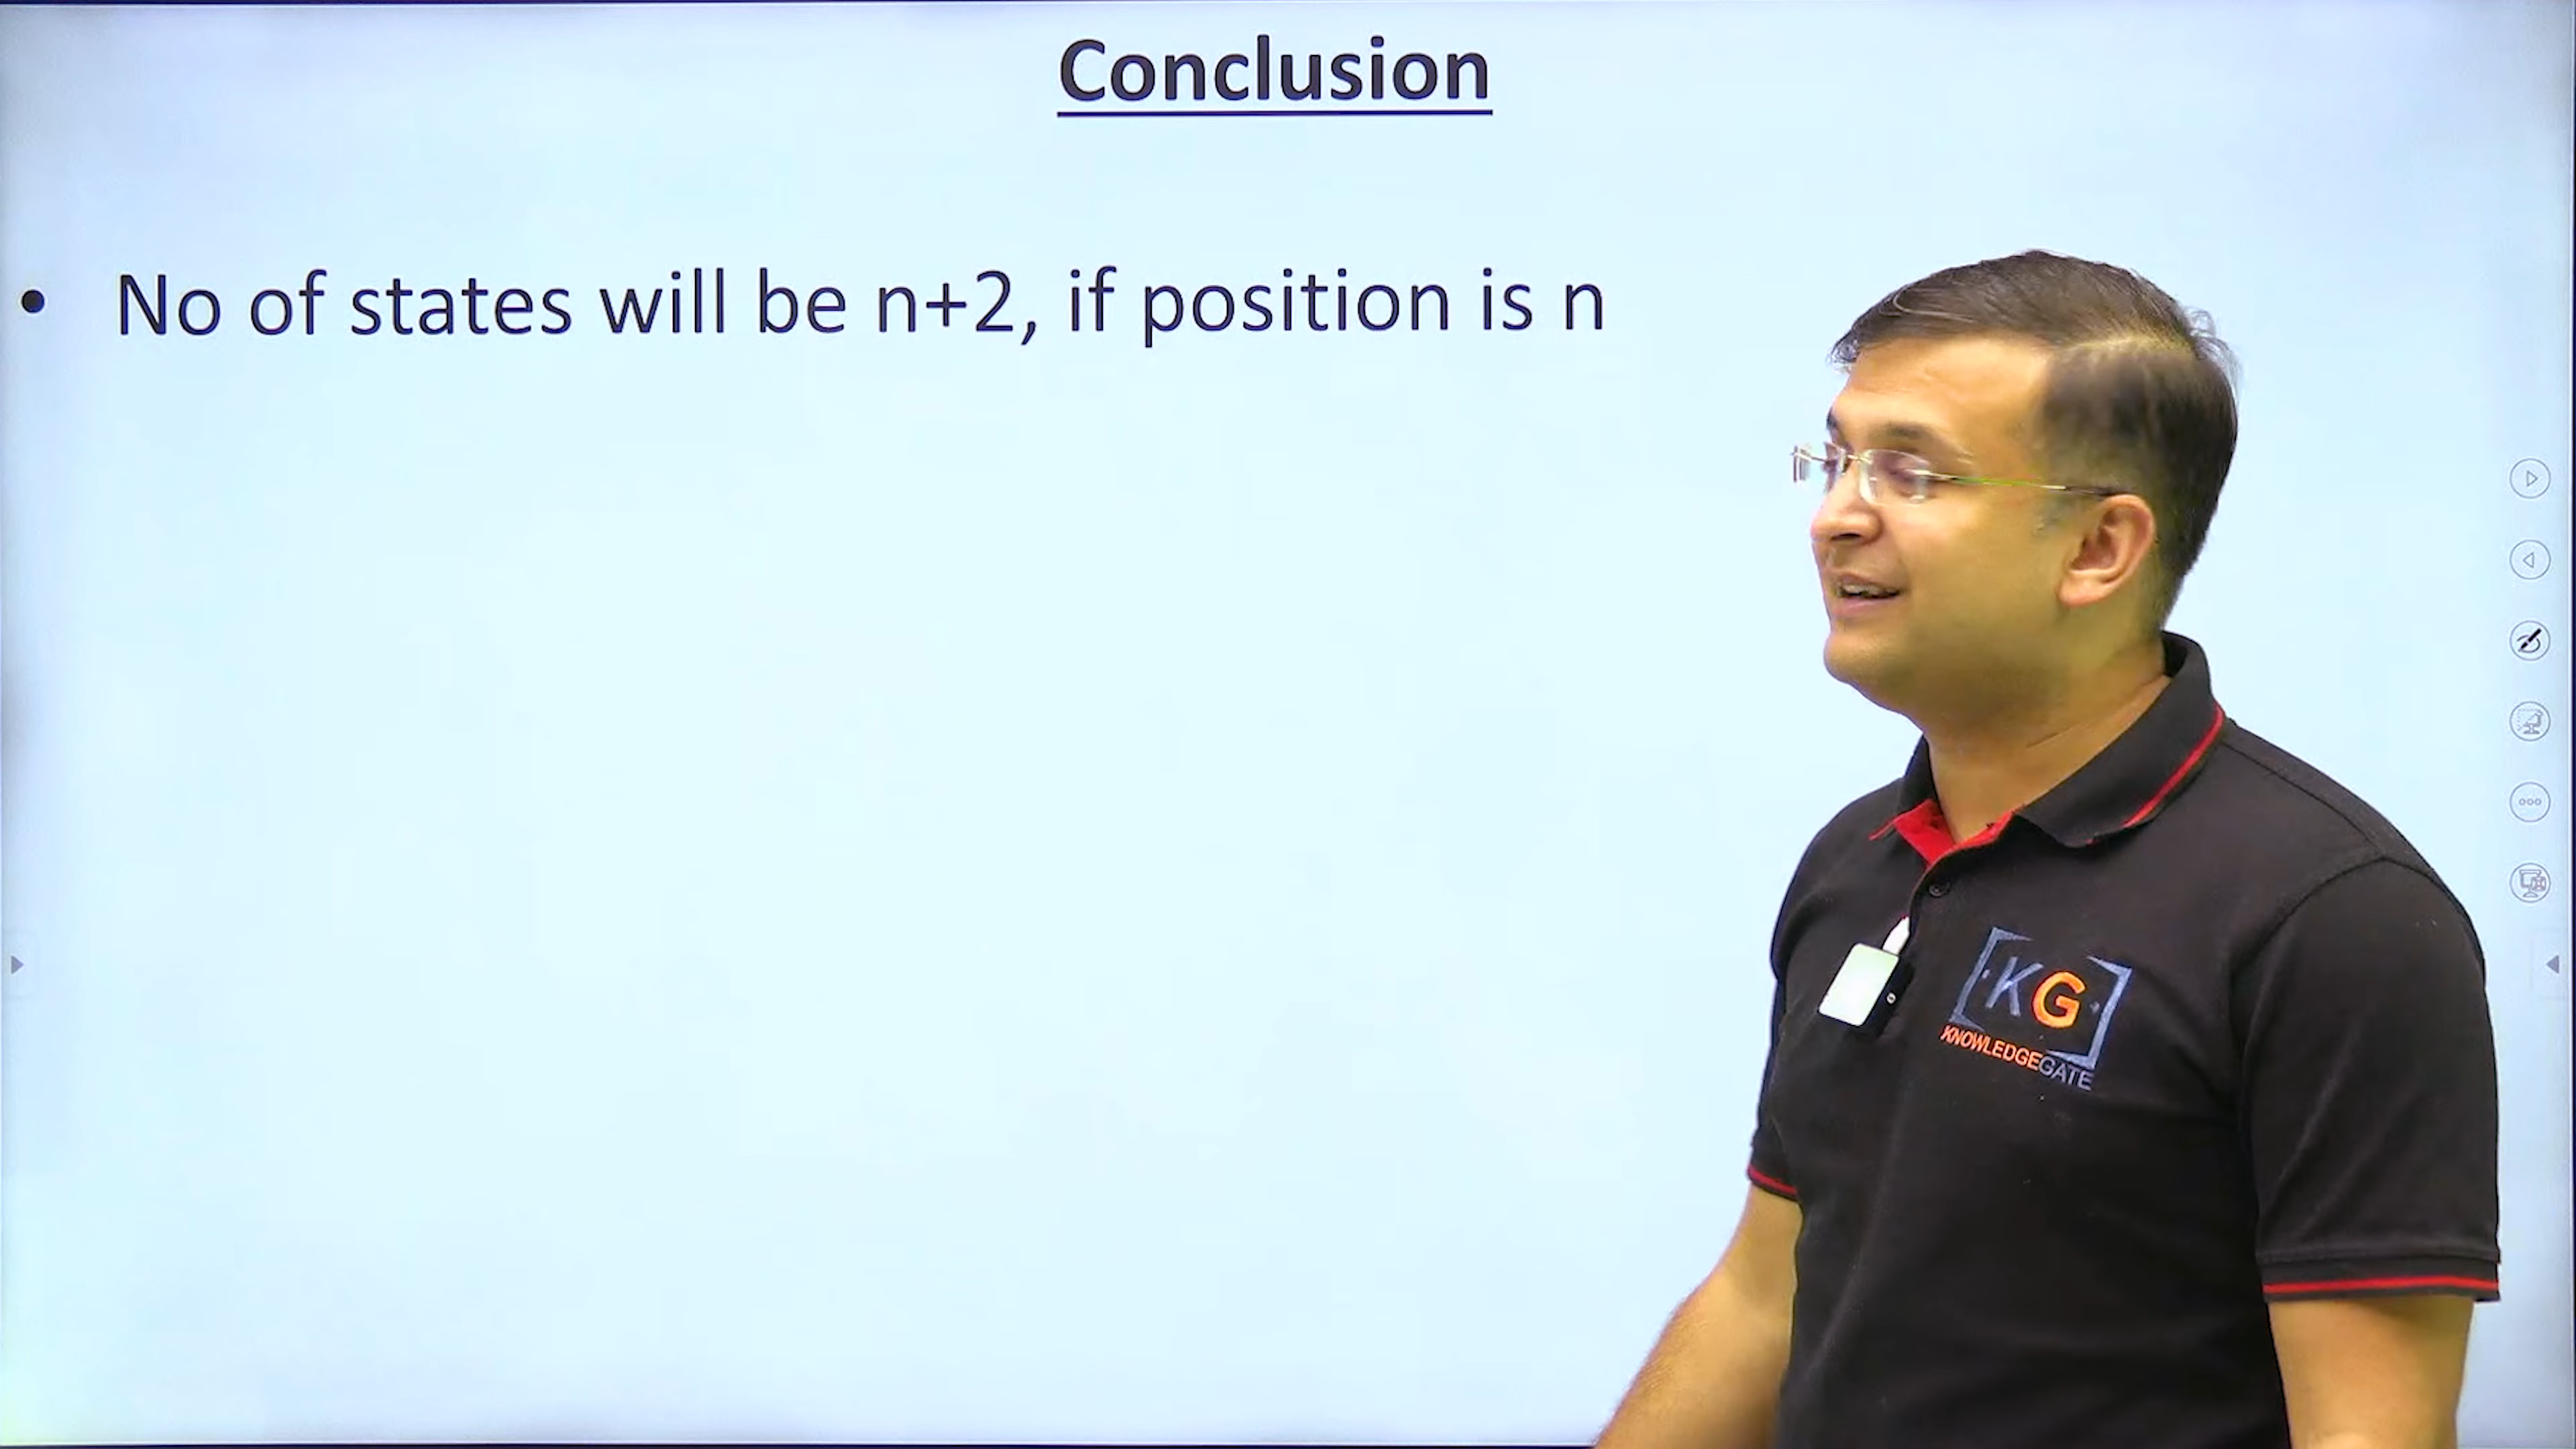 Conclusion
• No of states will be n+2, if position is n
KG
KNOWLEDGEGATE